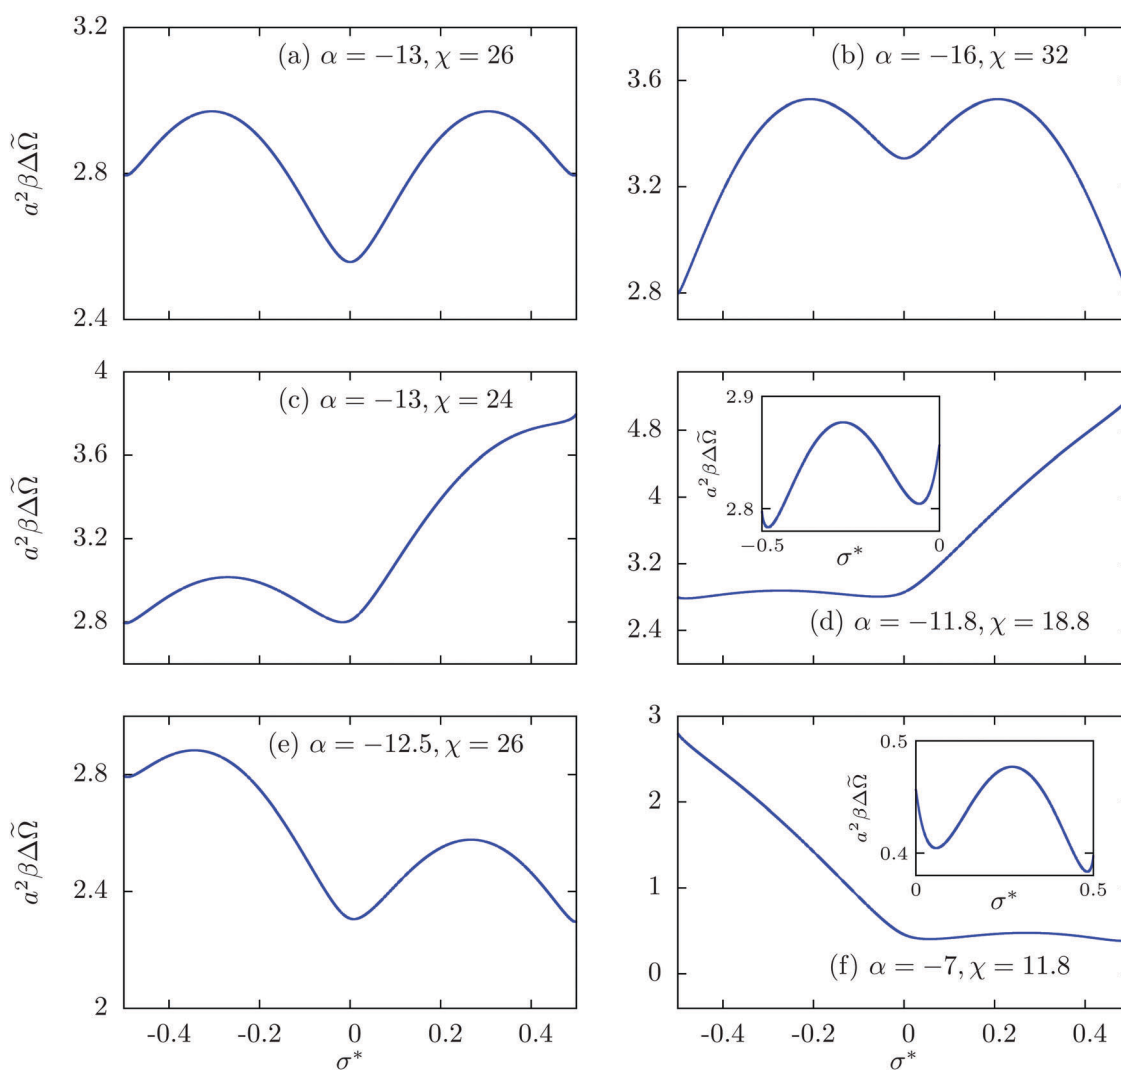 (a) α = −13, χ = 26
a²βΔΩ̃
3.2
2.8
2.4
(b) α = −16, χ = 32
3.6
3.2
2.8
(c) α = −13, χ = 24
a²βΔΩ̃
4
3.6
3.2
2.8
(d) α = −11.8, χ = 18.8
4.8
4
3.2
2.4
a²βΔΩ̃
2.9
2.8
−0.5
0
σ*
(e) α = −12.5, χ = 26
a²βΔΩ̃
2.8
2.4
2
-0.4 -0.2 0 0.2 0.4
σ*
(f) α = −7, χ = 11.8
3
2
1
0
a²βΔΩ̃
0.5
0.4
0 0.5
σ*
-0.4 -0.2 0 0.2 0.4
σ*